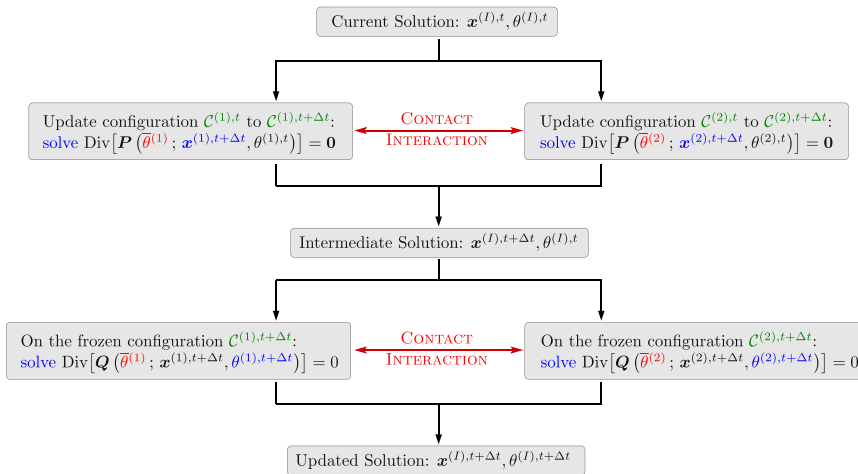 Current Solution: 𝒙^{(I),t}, θ^{(I),t}
Update configuration 𝒞^{(1),t} to 𝒞^{(1),t+Δt}:
solve Div[𝑷(θ̅^{(1)}; 𝒙^{(1),t+Δt}, θ^{(1),t})] = 𝟎
CONTACT
INTERACTION
Update configuration 𝒞^{(2),t} to 𝒞^{(2),t+Δt}:
solve Div[𝑷(θ̅^{(2)}; 𝒙^{(2),t+Δt}, θ^{(2),t})] = 𝟎
Intermediate Solution: 𝒙^{(I),t+Δt}, θ^{(I),t}
On the frozen configuration 𝒞^{(1),t+Δt}:
solve Div[𝑸(θ̅^{(1)}; 𝒙^{(1),t+Δt}, θ^{(1),t+Δt})] = 0
CONTACT
INTERACTION
On the frozen configuration 𝒞^{(2),t+Δt}:
solve Div[𝑸(θ̅^{(2)}; 𝒙^{(2),t+Δt}, θ^{(2),t+Δt})] = 0
Updated Solution: 𝒙^{(I),t+Δt}, θ^{(I),t+Δt}